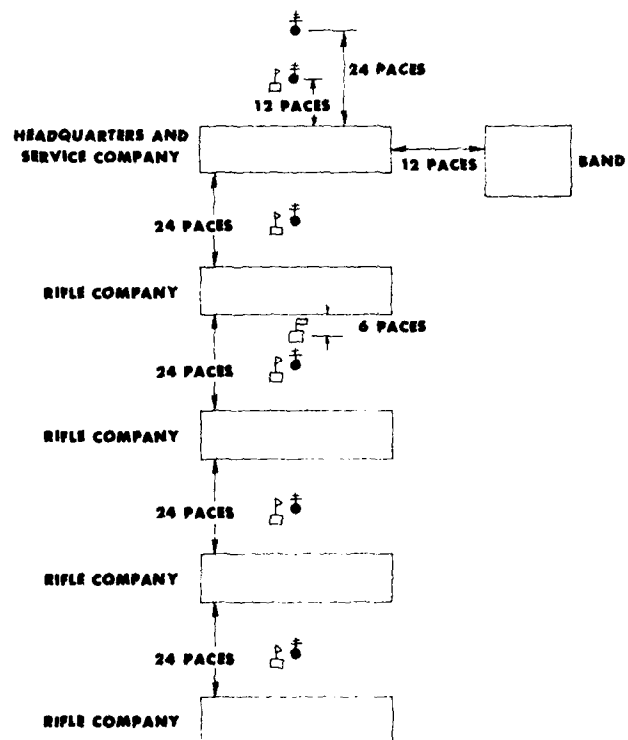 24 PACES
12 PACES
HEADQUARTERS AND
SERVICE COMPANY
12 PACES
BAND
24 PACES
RIFLE COMPANY
6 PACES
24 PACES
RIFLE COMPANY
24 PACES
RIFLE COMPANY
24 PACES
RIFLE COMPANY